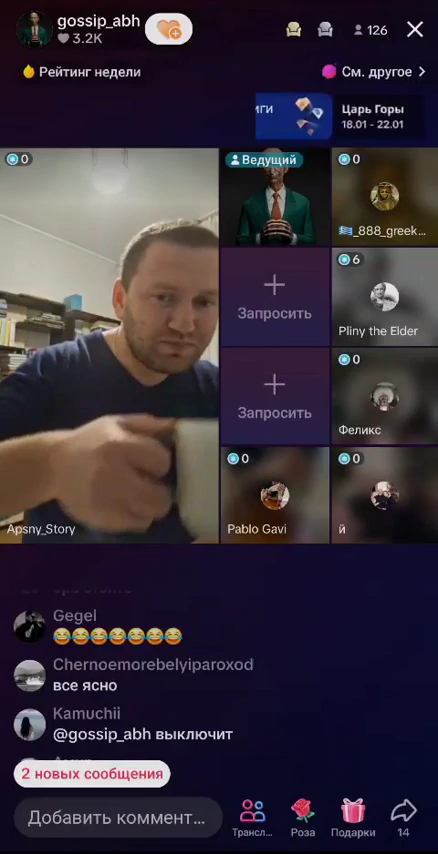 gossip_abh
3.2K
126
Рейтинг недели
См. другое
Царь Горы
18.01 - 22.01
0
Ведущий
0
_888_greek...
6
Запросить
Pliny the Elder
0
Запросить
Феликс
0
0
Apsny_Story
Pablo Gavi
й
Gegel
Chernoemorebelyiparoxod
все ясно
Kamuchii
@gossip_abh выключит
2 новых сообщения
Добавить коммент...
Трансл...
Роза
Подарки
14